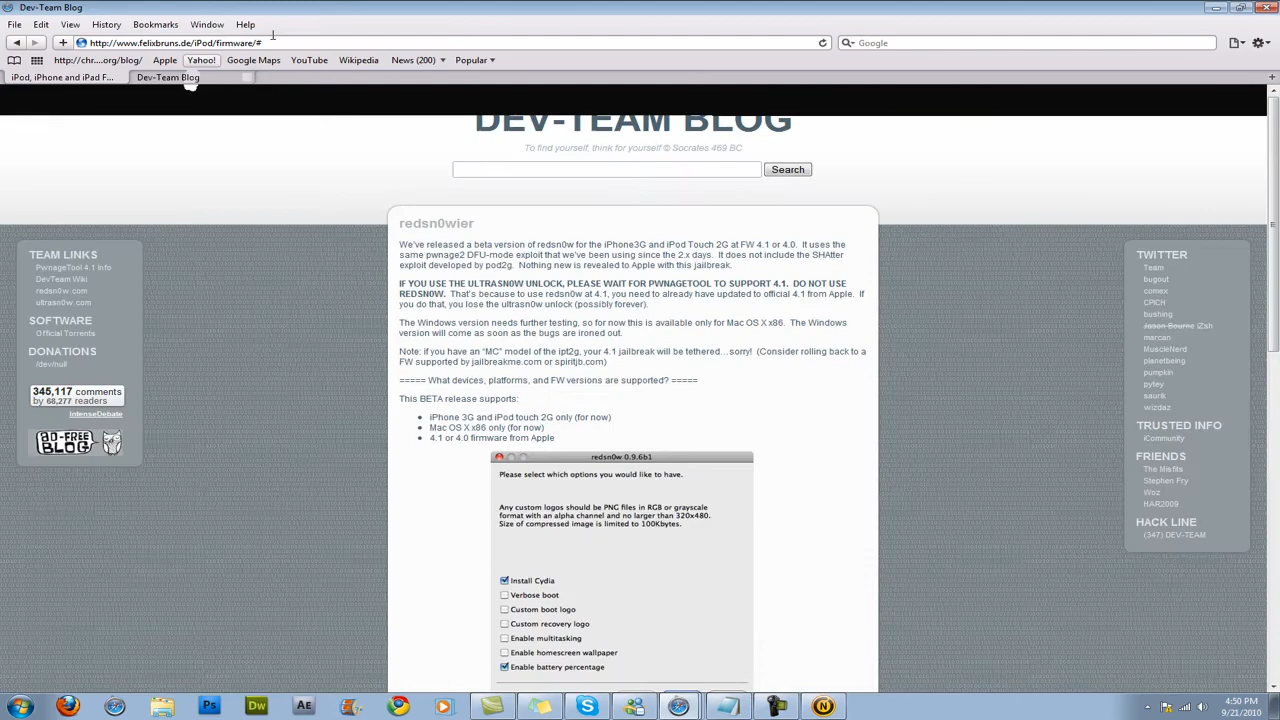 Dev-Team Blog
File Edit View History Bookmarks Window Help
http://www.felixbruns.de/iPod/firmware/#
Google
http://chr....org/blog/ Apple Yahoo! Google Maps YouTube Wikipedia News (200) Popular
iPod, iPhone and iPad F... Dev-Team Blog
DEV-TEAM BLOG
To find yourself, think for yourself © Socrates 469 BC
Search
TEAM LINKS
PwnageTool 4.1 Info
DevTeam Wiki
redsn0w.com
ultrasn0w.com
SOFTWARE
Official Torrents
DONATIONS
/dev/null
345,117 comments
by 68,277 readers
IntenseDebate
AD-FREE
BLOG
redsn0wier
We've released a beta version of redsn0w for the iPhone3G and iPod Touch 2G at FW 4.1 or 4.0. It uses the
same pwnage2 DFU-mode exploit that we've been using since the 2.x days. It does not include the SHAtter
exploit developed by pod2g. Nothing new is revealed to Apple with this jailbreak.
IF YOU USE THE ULTRASN0W UNLOCK, PLEASE WAIT FOR PWNAGETOOL TO SUPPORT 4.1. DO NOT USE
REDSN0W. That's because to use redsn0w at 4.1, you need to already have updated to official 4.1 from Apple. If
you do that, you lose the ultrasn0w unlock (possibly forever).
The Windows version needs further testing, so for now this is available only for Mac OS X x86. The Windows
version will come as soon as the bugs are ironed out.
Note: if you have an "MC" model of the ipt2g, your 4.1 jailbreak will be tethered...sorry! (Consider rolling back to a
FW supported by jailbreakme.com or spiritjb.com)
===== What devices, platforms, and FW versions are supported? =====
This BETA release supports:
iPhone 3G and iPod touch 2G only (for now)
Mac OS X x86 only (for now)
4.1 or 4.0 firmware from Apple
redsn0w 0.9.6b1
Please select which options you would like to have.
Any custom logos should be PNG files in RGB or grayscale
format with an alpha channel and no larger than 320x480.
Size of compressed image is limited to 100Kbytes.
Install Cydia
Verbose boot
Custom boot logo
Custom recovery logo
Enable multitasking
Enable homescreen wallpaper
Enable battery percentage
TWITTER
Team
bugout
comex
CPICH
bushing
Jason Bourne iZah
marcan
MuscleNerd
planetbeing
pumpkin
pytey
saurik
wizdaz
TRUSTED INFO
iCommunity
FRIENDS
The Misfits
Stephen Fry
Woz
HAR2009
HACK LINE
(347) DEV-TEAM
Ps Dw AE
4:50 PM
9/21/2010